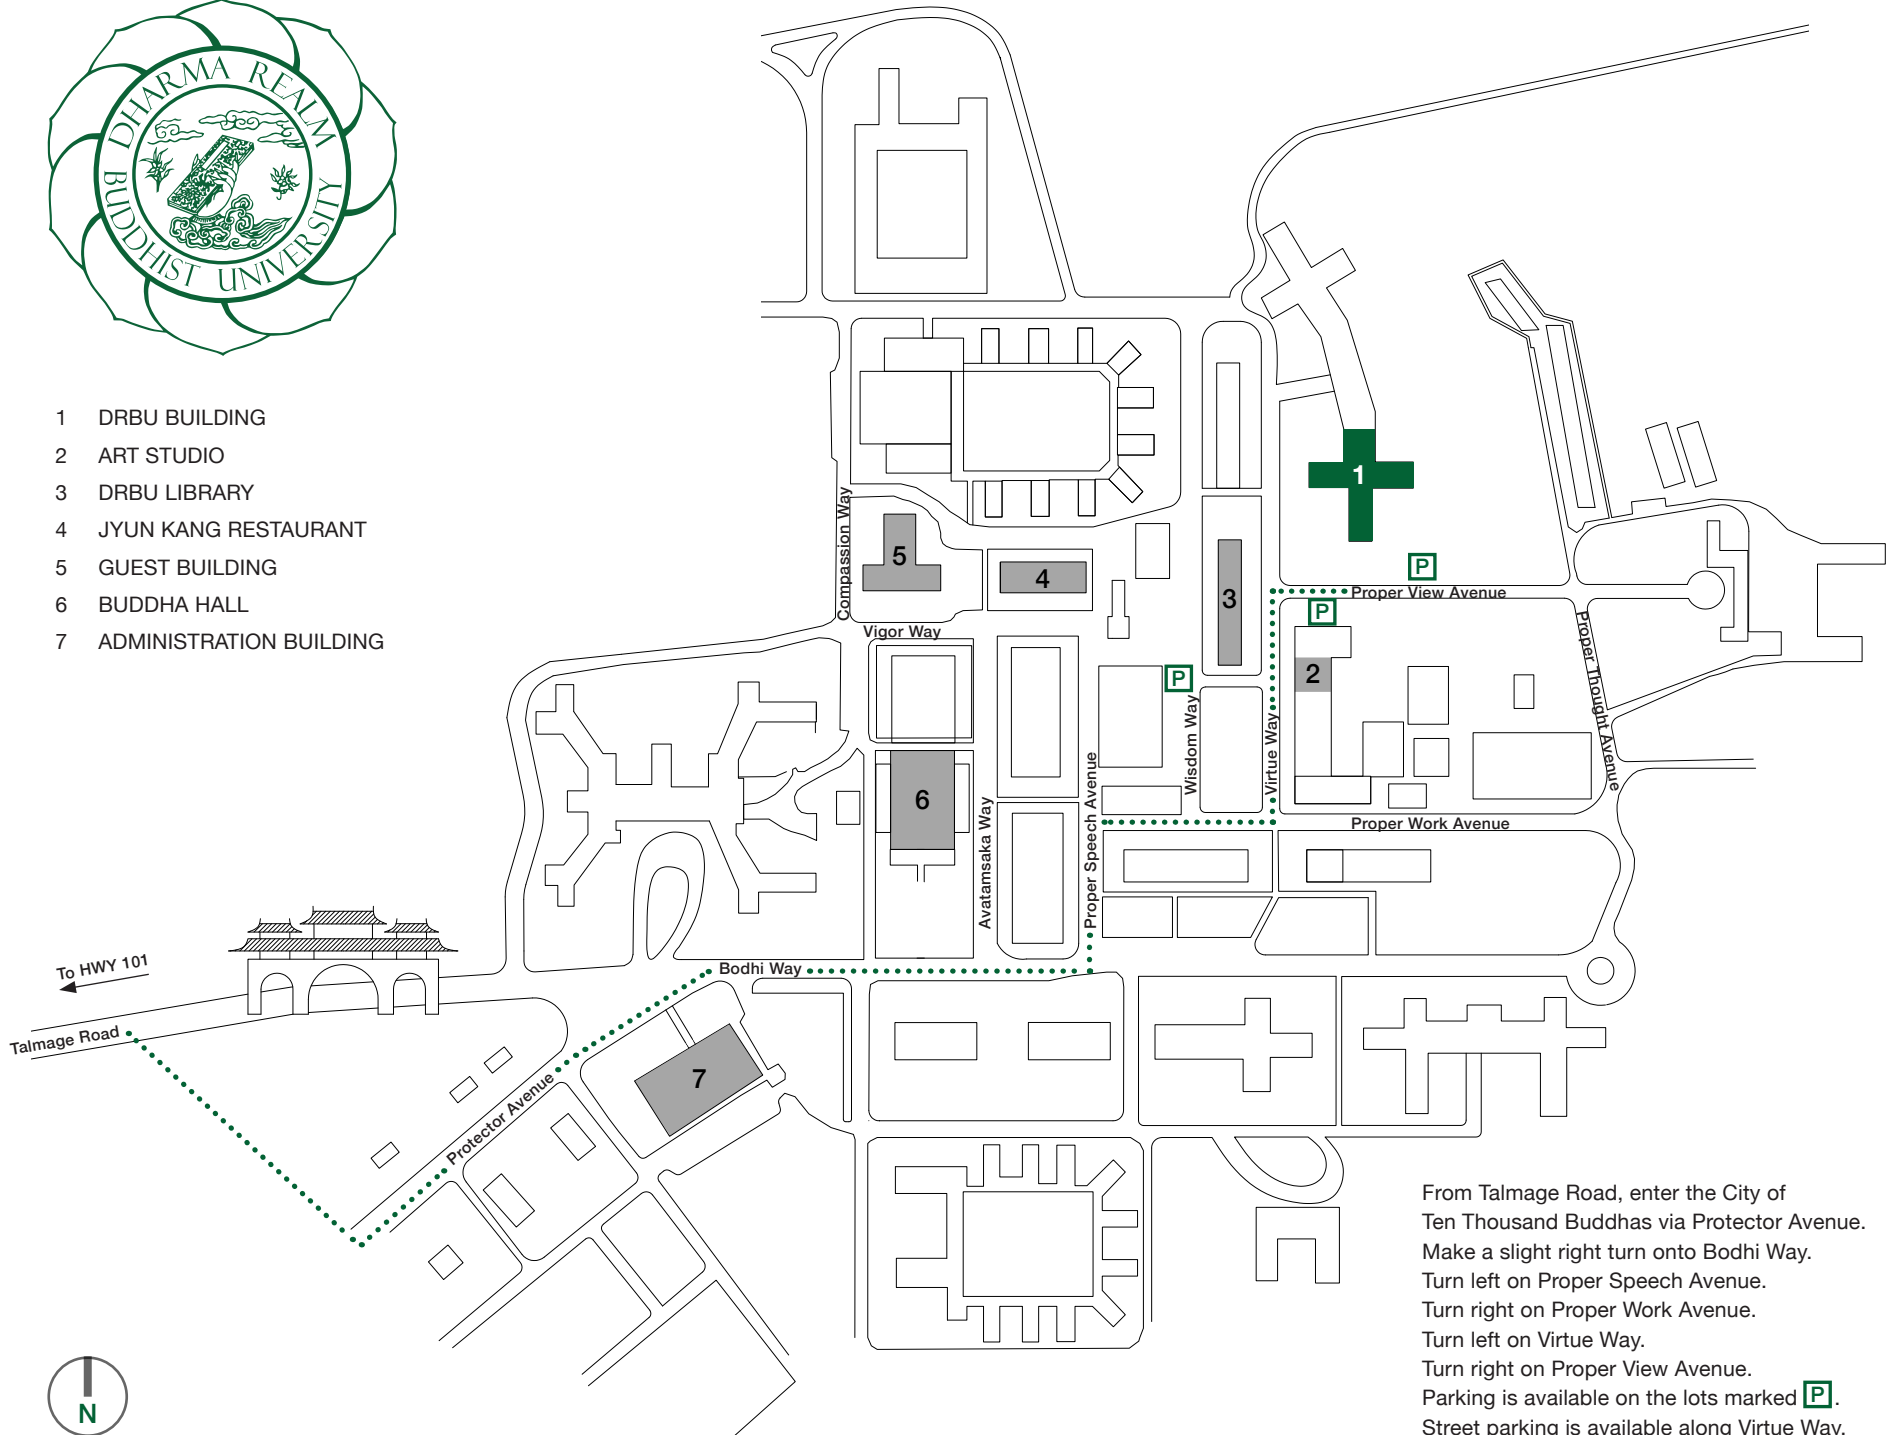 DHARMA REALM
BUDDHIST UNIVERSITY
1 DRBU BUILDING
2 ART STUDIO
3 DRBU LIBRARY
4 JYUN KANG RESTAURANT
5 GUEST BUILDING
6 BUDDHA HALL
7 ADMINISTRATION BUILDING
1
P
Proper View Avenue
P
5
4
3
Compassion Way
Vigor Way
2
P
Proper Thought Avenue
Wisdom Way
Virtue Way
6
Avatamsaka Way
Proper Speech Avenue
Proper Work Avenue
To HWY 101
Bodhi Way
Talmage Road
7
Protector Avenue
From Talmage Road, enter the City of
Ten Thousand Buddhas via Protector Avenue.
Make a slight right turn onto Bodhi Way.
Turn left on Proper Speech Avenue.
Turn right on Proper Work Avenue.
Turn left on Virtue Way.
Turn right on Proper View Avenue.
Parking is available on the lots marked P.
Street parking is available along Virtue Way.
N